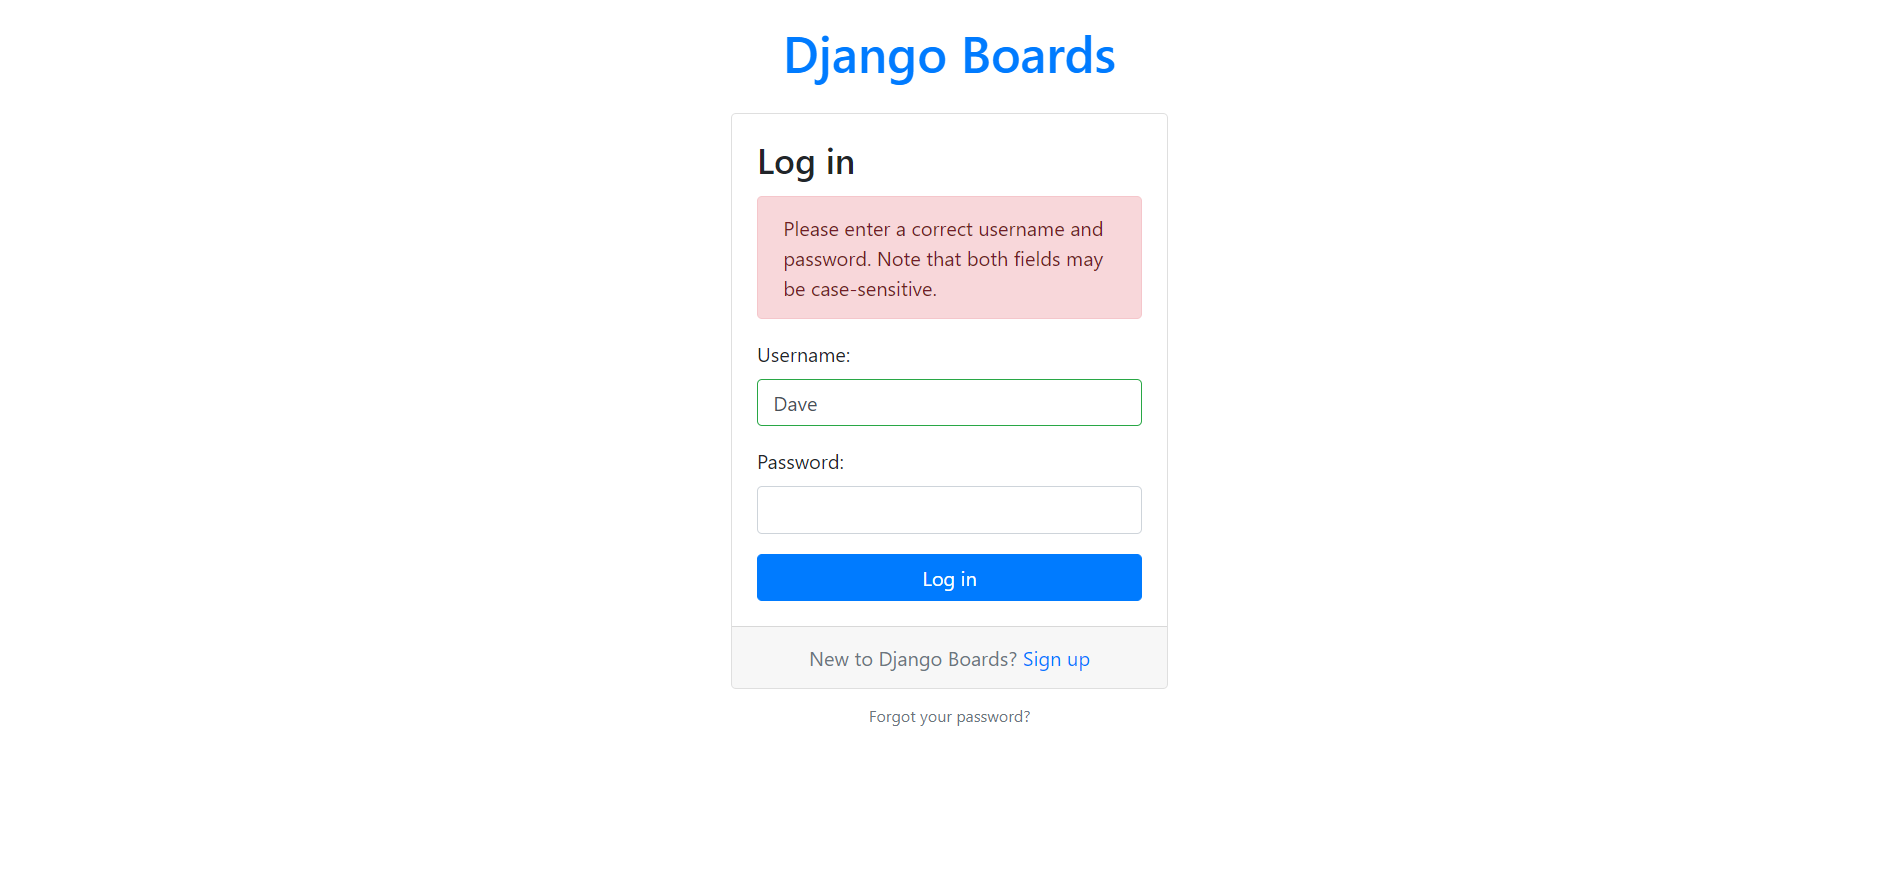 Django Boards
Log in
Please enter a correct username and
password. Note that both fields may
be case-sensitive.
Username:
Dave
Password:
Log in
New to Django Boards? Sign up
Forgot your password?